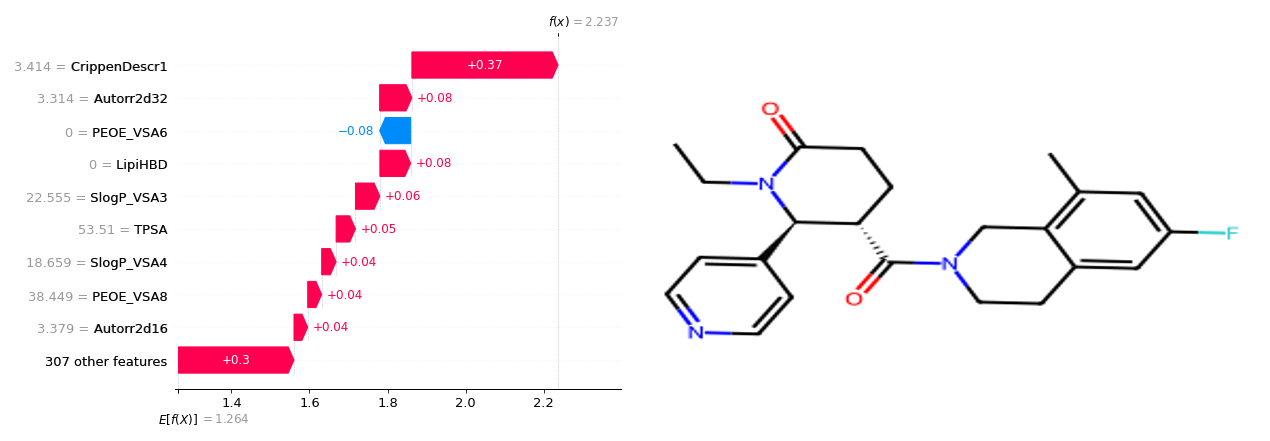 f(x) = 2.237
3.414 = CrippenDescr1
+0.37
3.314 = Autorr2d32
+0.08
0 = PEOE_VSA6
−0.08
0 = LipiHBD
+0.08
22.555 = SlogP_VSA3
+0.06
53.51 = TPSA
+0.05
18.659 = SlogP_VSA4
+0.04
38.449 = PEOE_VSA8
+0.04
3.379 = Autorr2d16
+0.04
307 other features
+0.3
1.4 1.6 1.8 2.0 2.2
E[f(X)] = 1.264
O
N
N
F
O
N